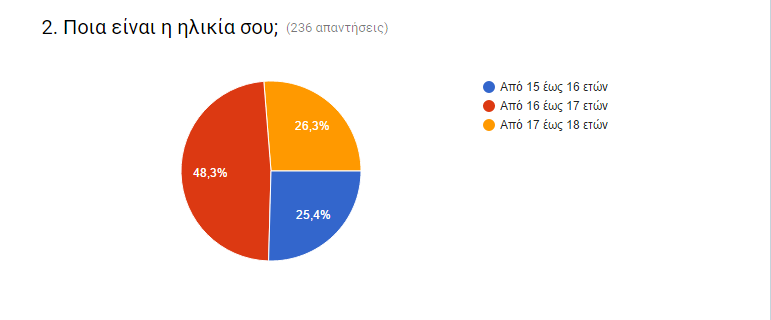 2. Ποια είναι η ηλικία σου; (236 απαντήσεις)
Από 15 έως 16 ετών
Από 16 έως 17 ετών
Από 17 έως 18 ετών
26,3%
48,3%
25,4%